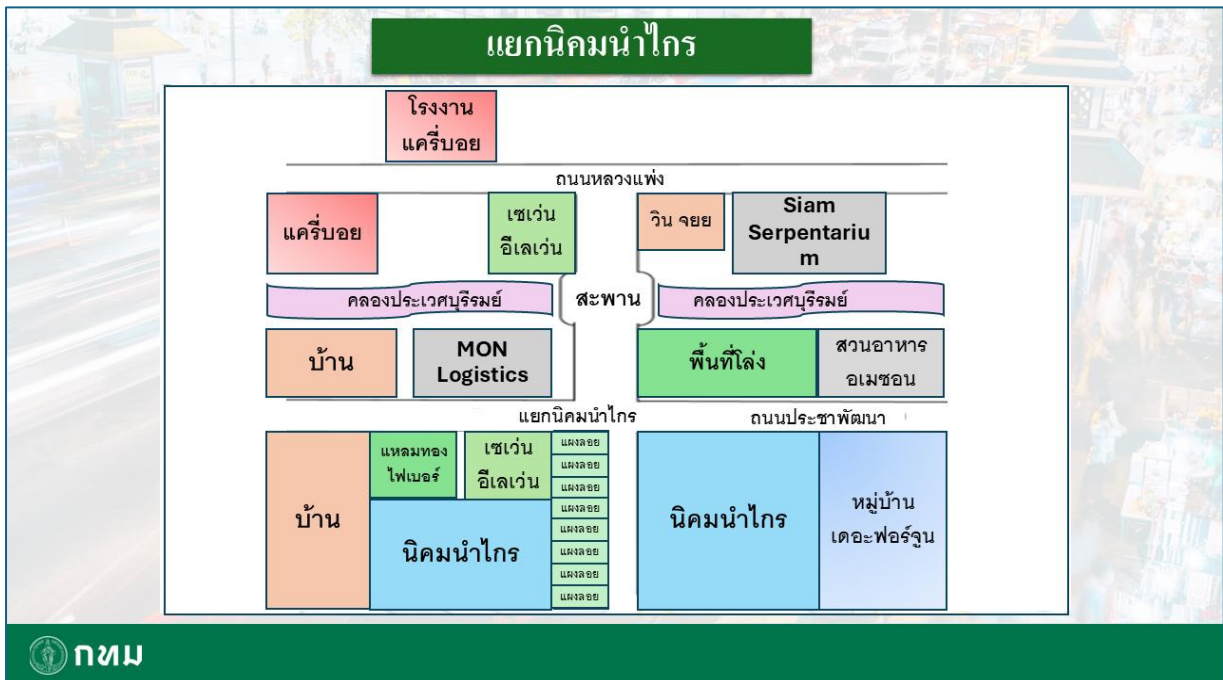 แยกนิคมนำไกร
โรงงาน
แครี่บอย
ถนนหลวงแพ่ง
แครี่บอย
เซเว่น
อีเลเว่น
วิน จยย
Siam
Serpentariu
m
คลองประเวศบุรีรมย์
สะพาน
คลองประเวศบุรีรมย์
บ้าน
MON
Logistics
พื้นที่โล่ง
สวนอาหาร
อเมซอน
แยกนิคมนำไกร
ถนนประชาพัฒนา
บ้าน
แหลมทอง
ไฟเบอร์
เซเว่น
อีเลเว่น
แผงลอย
แผงลอย
แผงลอย
แผงลอย
แผงลอย
แผงลอย
แผงลอย
แผงลอย
นิคมนำไกร
นิคมนำไกร
หมู่บ้าน
เดอะฟอร์จูน
กทม